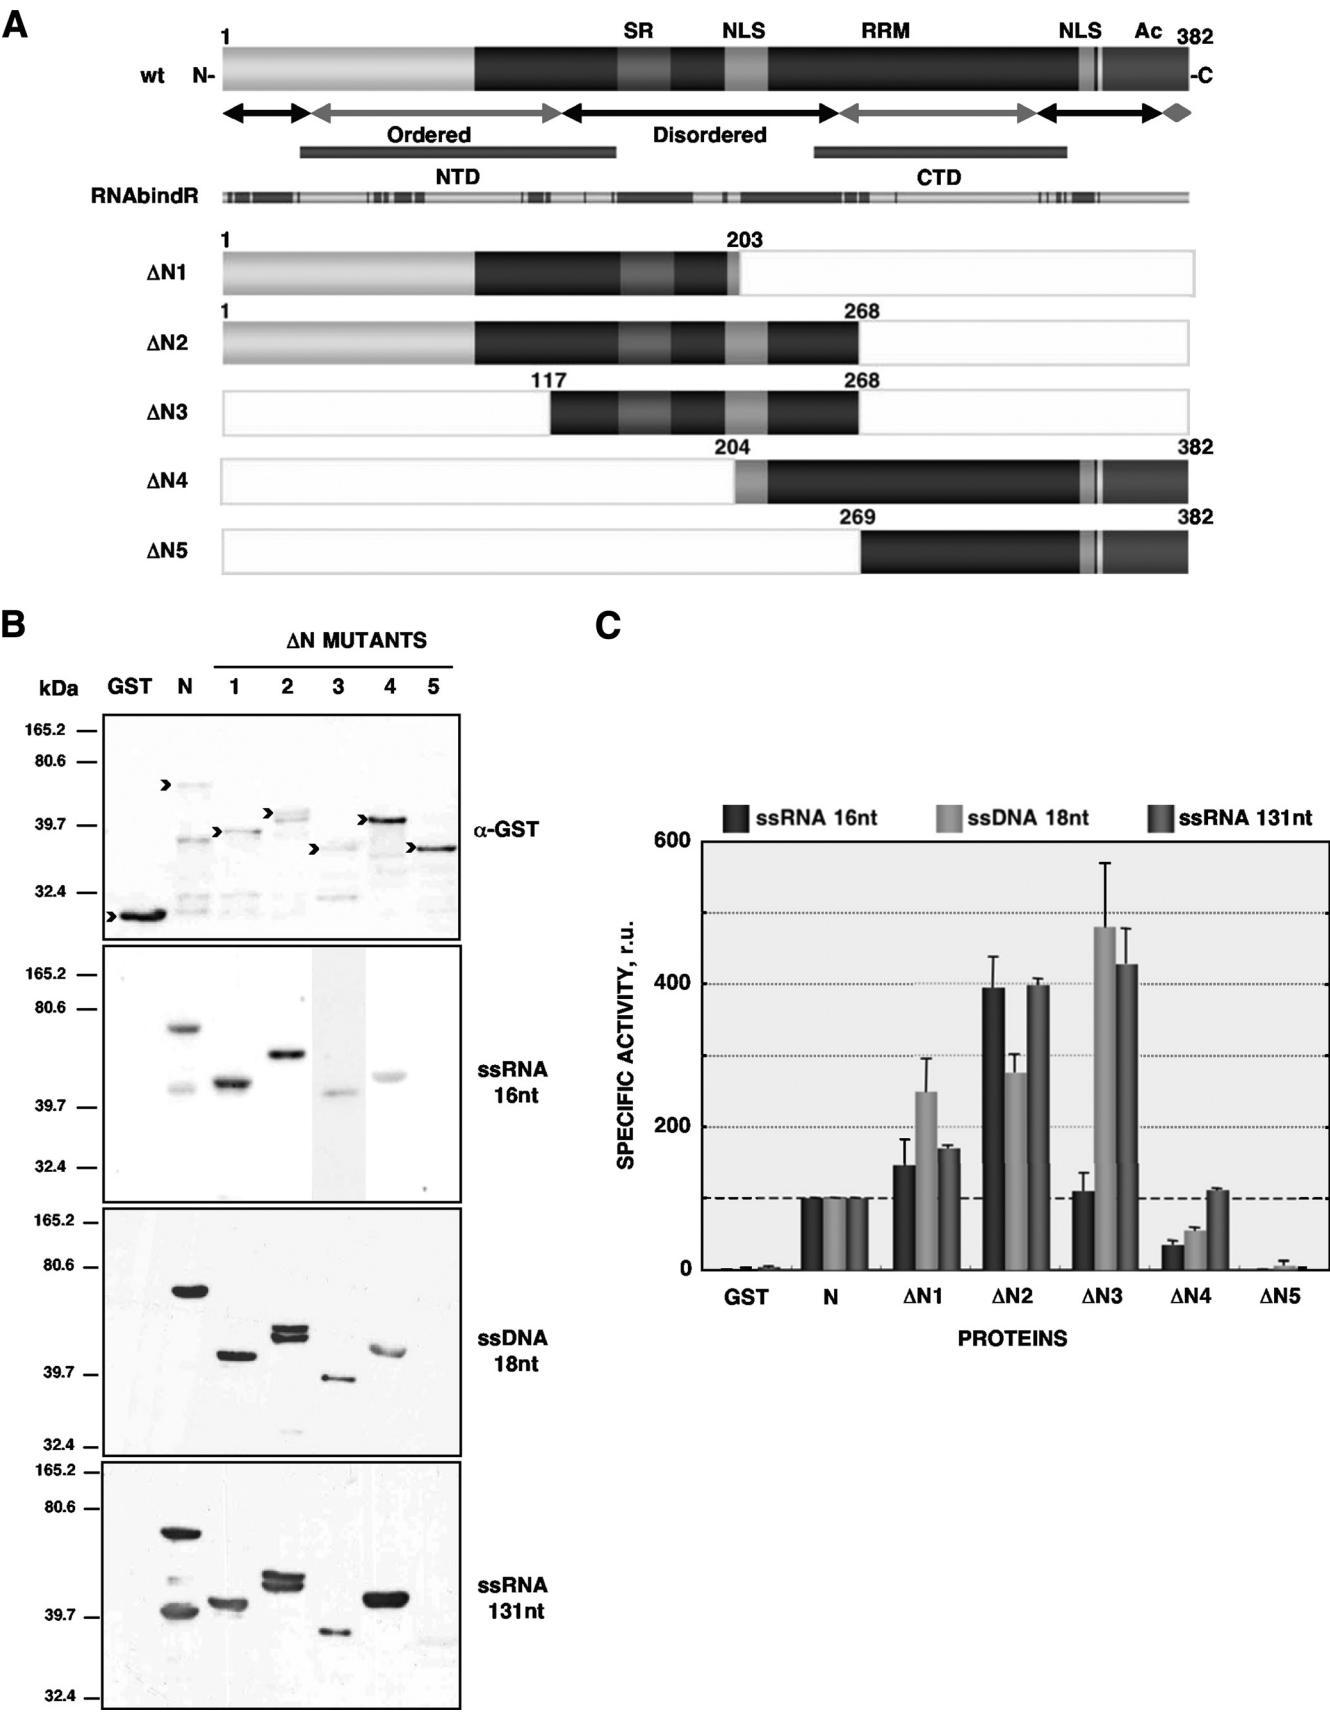 A
SR NLS RRM NLS Ac
1 382
wt N- -C
Ordered Disordered
NTD CTD
RNAbindR
1 203
ΔN1
1 268
ΔN2
117 268
ΔN3
204 382
ΔN4
269 382
ΔN5
B
ΔN MUTANTS
kDa GST N 1 2 3 4 5
165.2
80.6
39.7
32.4
α-GST
165.2
80.6
39.7
32.4
ssRNA
16nt
165.2
80.6
39.7
32.4
ssDNA
18nt
165.2
80.6
39.7
32.4
ssRNA
131nt
C
ssRNA 16nt ssDNA 18nt ssRNA 131nt
600
400
200
0
SPECIFIC ACTIVITY, r.u.
GST N ΔN1 ΔN2 ΔN3 ΔN4 ΔN5
PROTEINS